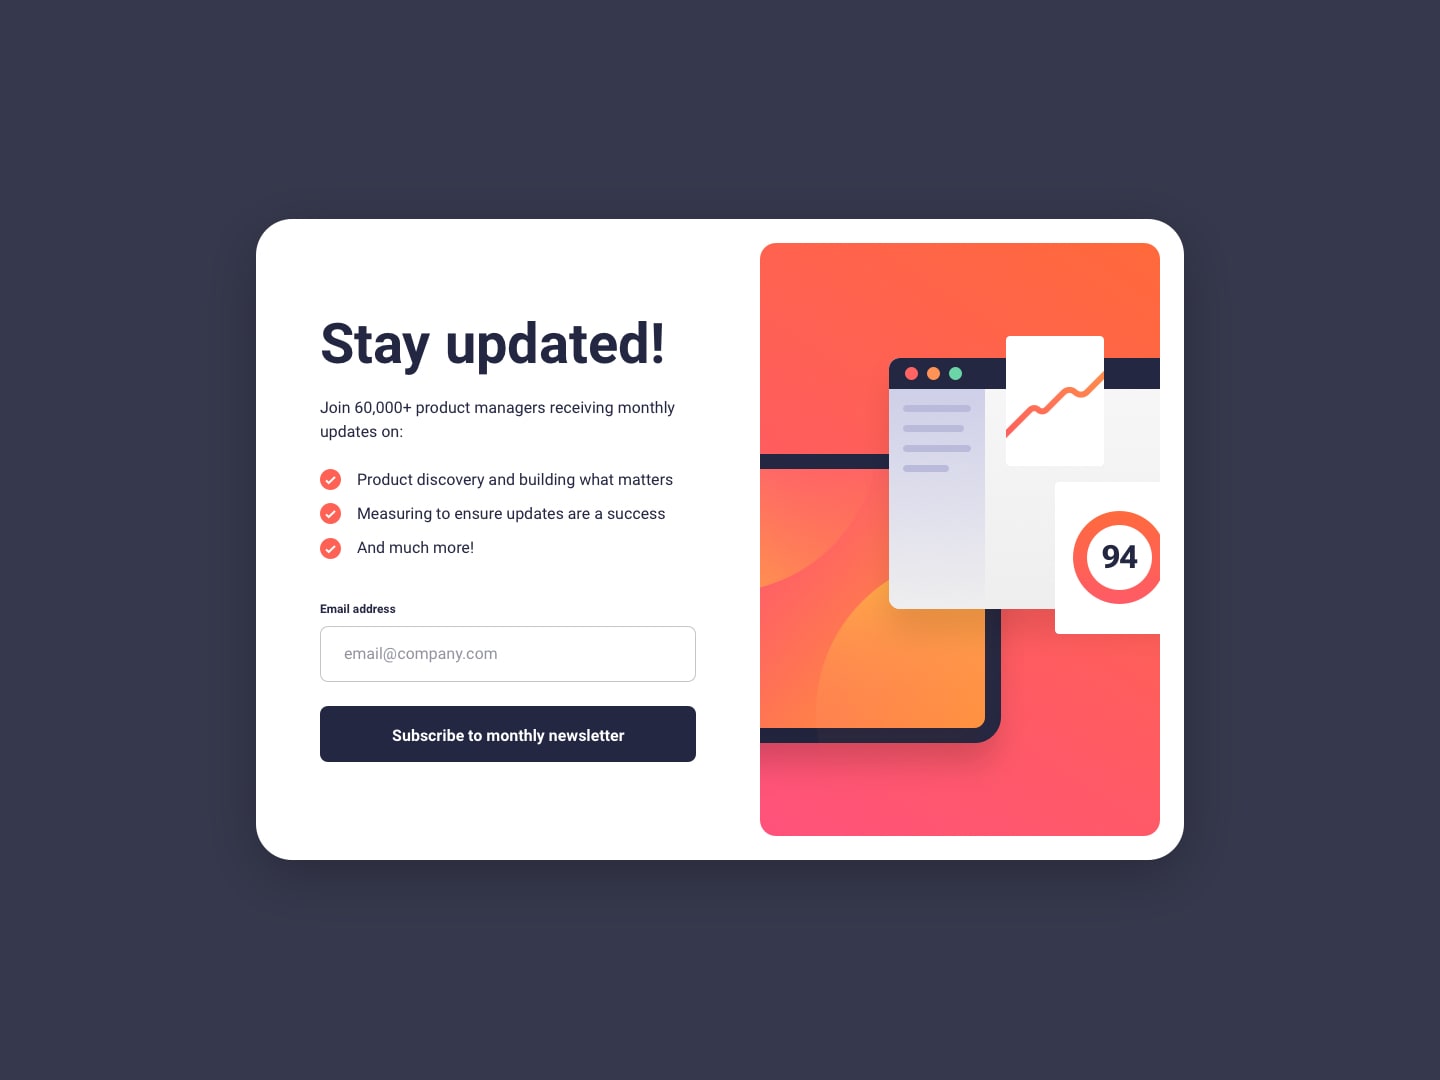 Stay updated!
Join 60,000+ product managers receiving monthly
updates on:
Product discovery and building what matters
Measuring to ensure updates are a success
And much more!
Email address
email@company.com
Subscribe to monthly newsletter
94